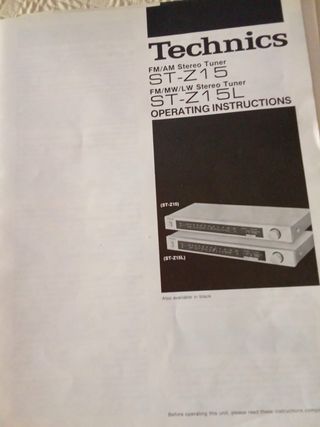 Technics
FM/AM Stereo Tuner
ST-Z15
FM/MW/LW Stereo Tuner
ST-Z15L
OPERATING INSTRUCTIONS
(ST-Z15)
(ST-Z15L)
Also available in black
Before operating this unit, please read these instructions